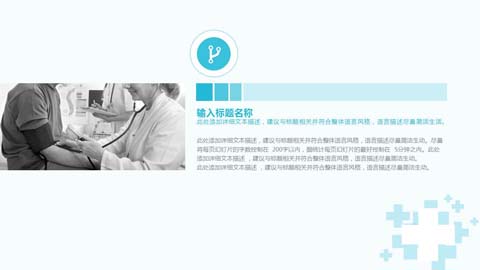 输入标题名称
此处添加详细文本描述，建议与标题相关并符合整体语言风格，语言描述尽量简洁生动。
此处添加详细文本描述，建议与标题相关并符合整体语言风格，语言描述尽量简洁生动。尽量
将每页幻灯片的字数控制在 200字以内，据统计每页幻灯片的最好控制在 5分钟之内。此处
添加详细文本描述，建议与标题相关并符合整体语言风格，语言描述尽量简洁生动。
此处添加详细文本描述，建议与标题相关并符合整体语言风格，语言描述尽量简洁生动。